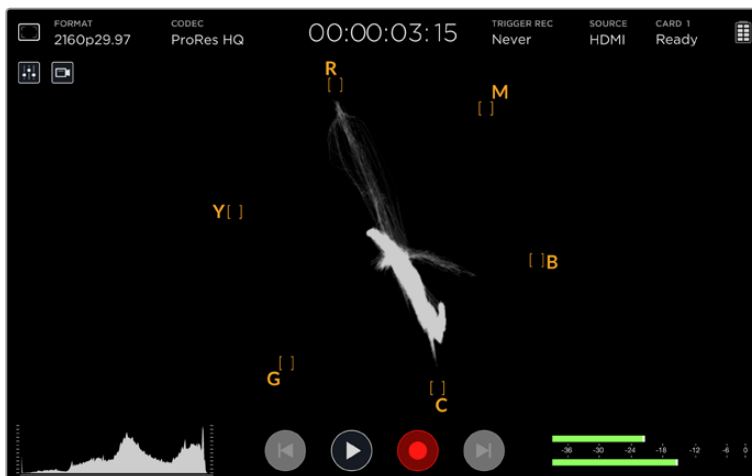 FORMAT CODEC 00:00:03:15 TRIGGER REC SOURCE CARD 1
2160p29.97 ProRes HQ Never HDMI Ready
R
M
Y
B
G
C
-36 -30 -24 -18 -12 -6 0